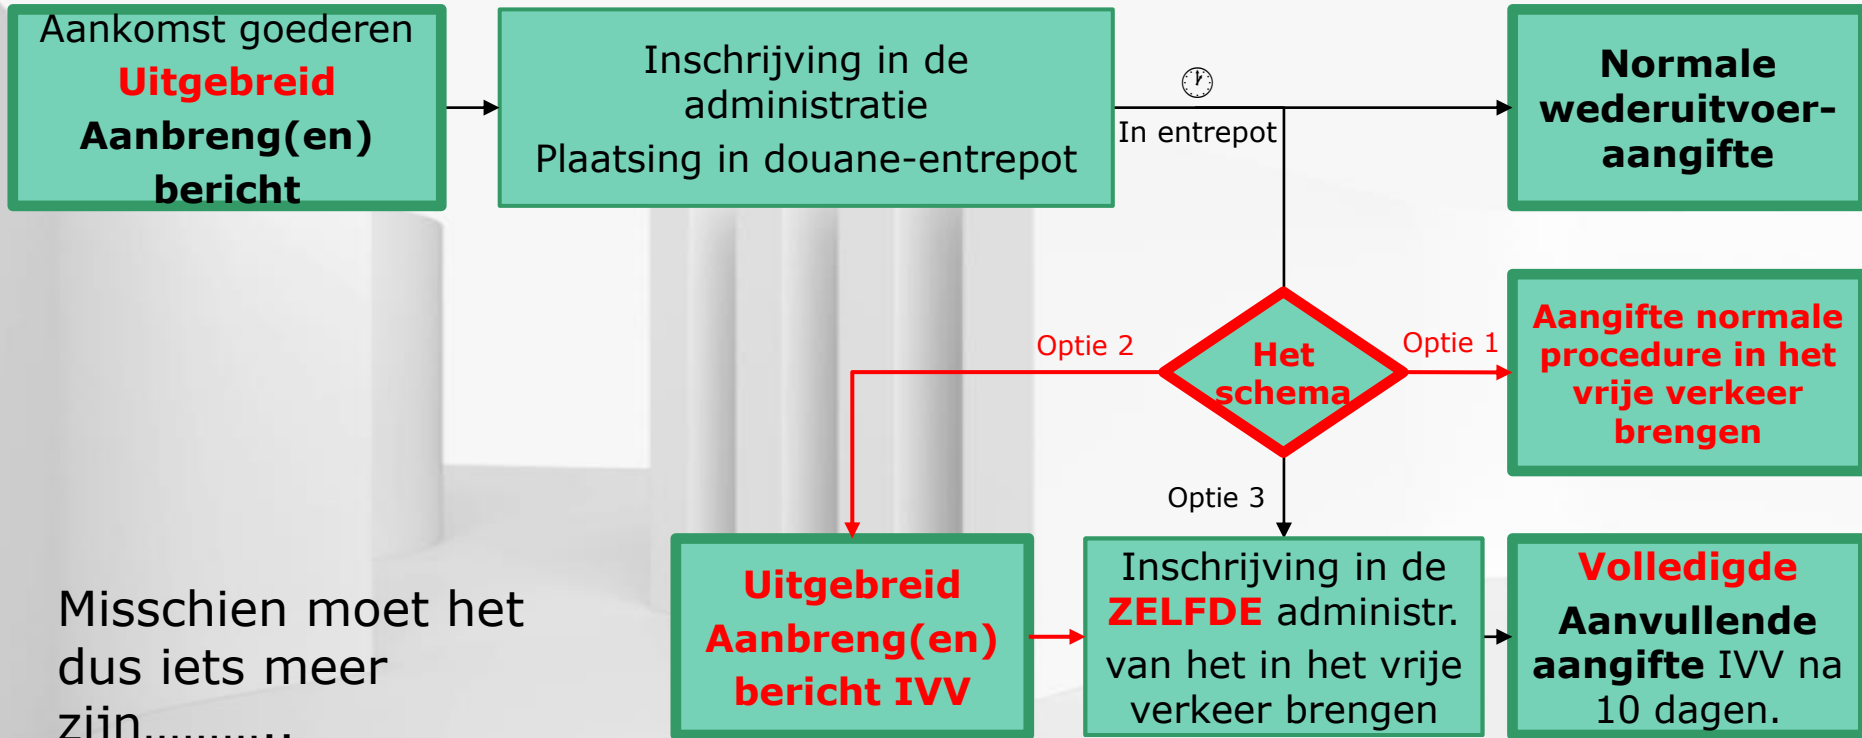 Aankomst goederen
Uitgebreid
Aanbreng(en)
bericht
Inschrijving in de
administratie
Plaatsing in douane-entrepot
In entrepot
Normale
wederuitvoer-
aangifte
Optie 2
Het
schema
Optie 1
Aangifte normale
procedure in het
vrije verkeer
brengen
Optie 3
Uitgebreid
Aanbreng(en)
bericht IVV
Inschrijving in de
ZELFDE administr.
van het in het vrije
verkeer brengen
Volledigde
Aanvullende
aangifte IVV na
10 dagen.
Misschien moet het
dus iets meer
zijn………..